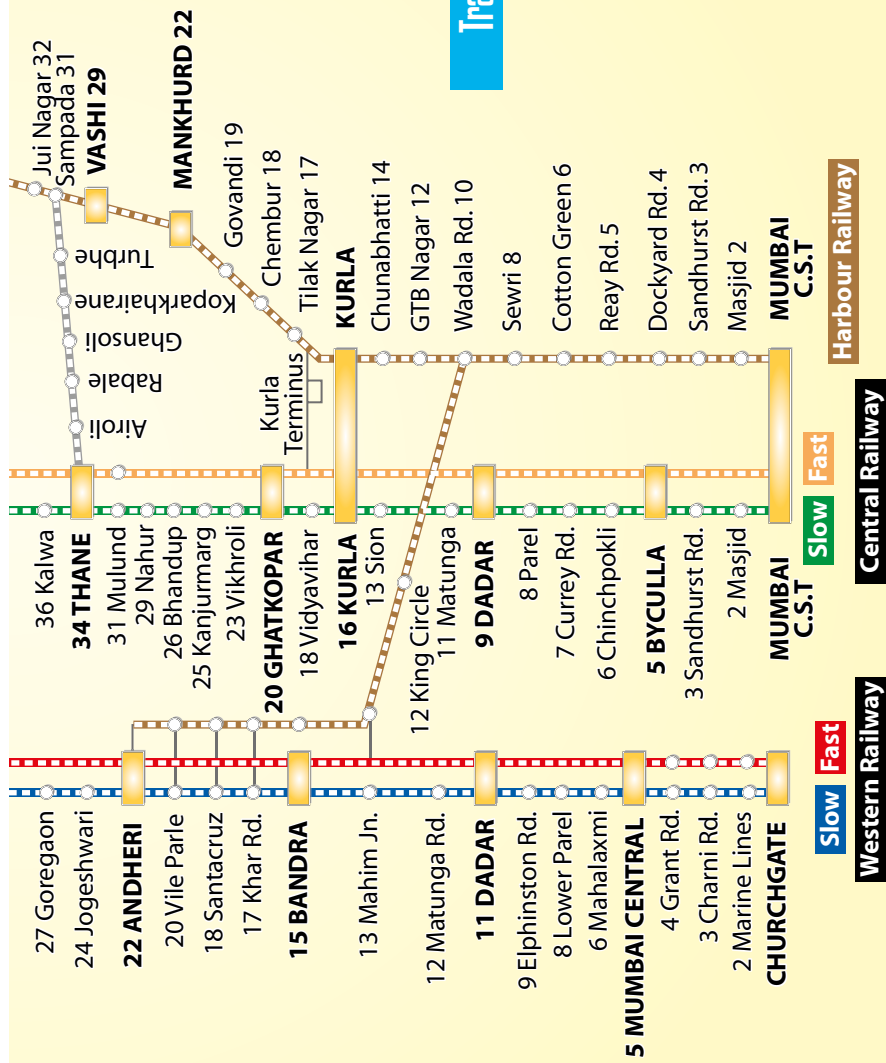 Tra
Jui Nagar 32
Sampada 31
VASHI 29
MANKHURD 22
Govandi 19
Chembur 18
Tilak Nagar 17
KURLA
Chunabhatti 14
GTB Nagar 12
Wadala Rd. 10
Sewri 8
Cotton Green 6
Reay Rd. 5
Dockyard Rd. 4
Sandhurst Rd. 3
Masjid 2
MUMBAI
C.S.T
Harbour Railway
Turbhe
Koparkhairane
Ghansoli
Rabale
Airoli
Kurla
Terminus
36 Kalwa
34 THANE
31 Mulund
29 Nahur
26 Bhandup
25 Kanjurmarg
23 Vikhroli
20 GHATKOPAR
18 Vidyavihar
16 KURLA
13 Sion
12 King Circle
11 Matunga
9 DADAR
8 Parel
7 Currey Rd.
6 Chinchpokli
5 BYCULLA
3 Sandhurst Rd.
2 Masjid
MUMBAI
C.S.T
Slow Fast
Central Railway
27 Goregaon
24 Jogeshwari
22 ANDHERI
20 Vile Parle
18 Santacruz
17 Khar Rd.
15 BANDRA
13 Mahim Jn.
12 Matunga Rd.
11 DADAR
9 Elphinston Rd.
8 Lower Parel
6 Mahalaxmi
5 MUMBAI CENTRAL
4 Grant Rd.
3 Charni Rd.
2 Marine Lines
CHURCHGATE
Slow Fast
Western Railway